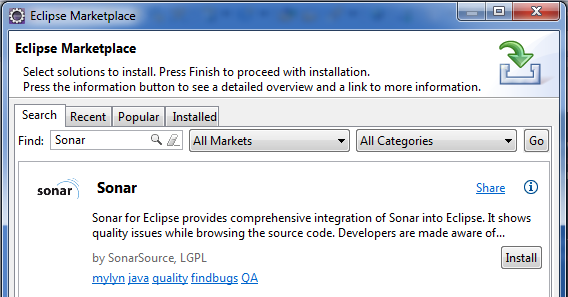 Eclipse Marketplace
Eclipse Marketplace
Select solutions to install. Press Finish to proceed with installation.
Press the information button to see a detailed overview and a link to more information.
Search Recent Popular Installed
Find: Sonar All Markets All Categories Go
sonar Sonar Share
Sonar for Eclipse provides comprehensive integration of Sonar into Eclipse. It shows
quality issues while browsing the source code. Developers are made aware of...
by SonarSource, LGPL Install
mylyn java quality findbugs QA